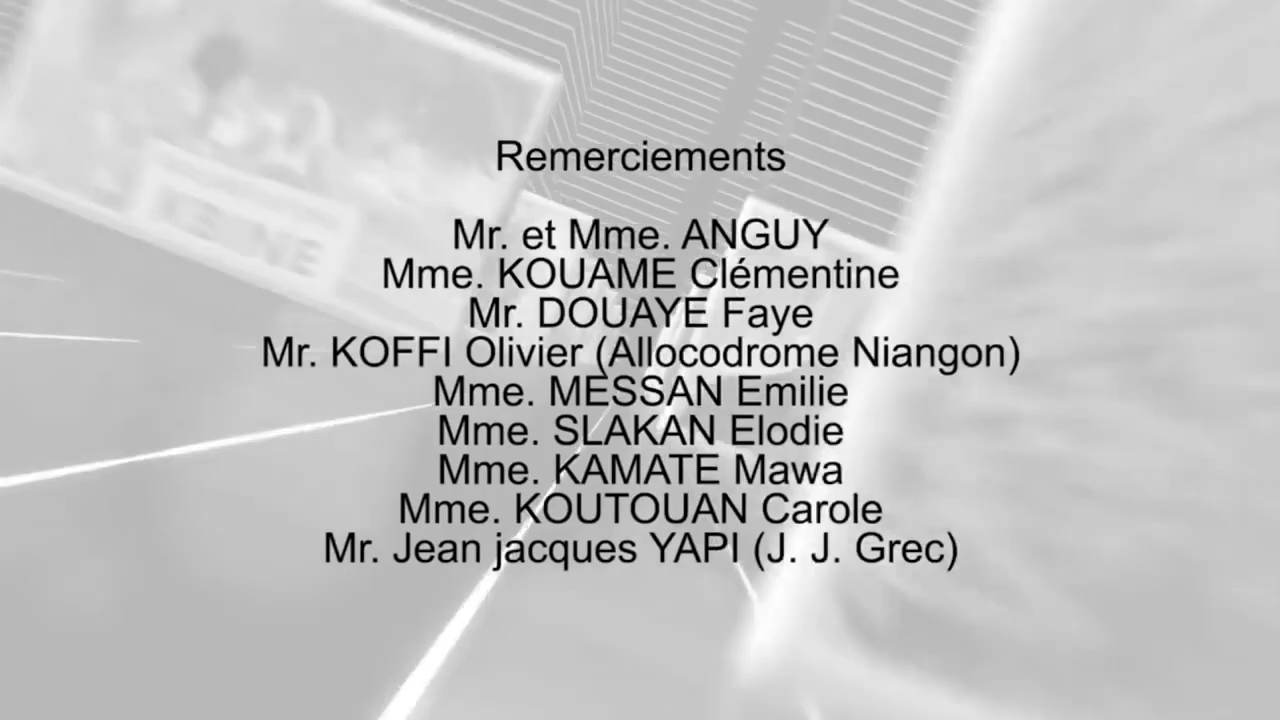 Remerciements
Mr. et Mme. ANGUY
Mme. KOUAME Clémentine
Mr. DOUAYE Faye
Mr. KOFFI Olivier (Allocodrome Niangon)
Mme. MESSAN Emilie
Mme. SLAKAN Elodie
Mme. KAMATE Mawa
Mme. KOUTOUAN Carole
Mr. Jean jacques YAPI (J. J. Grec)